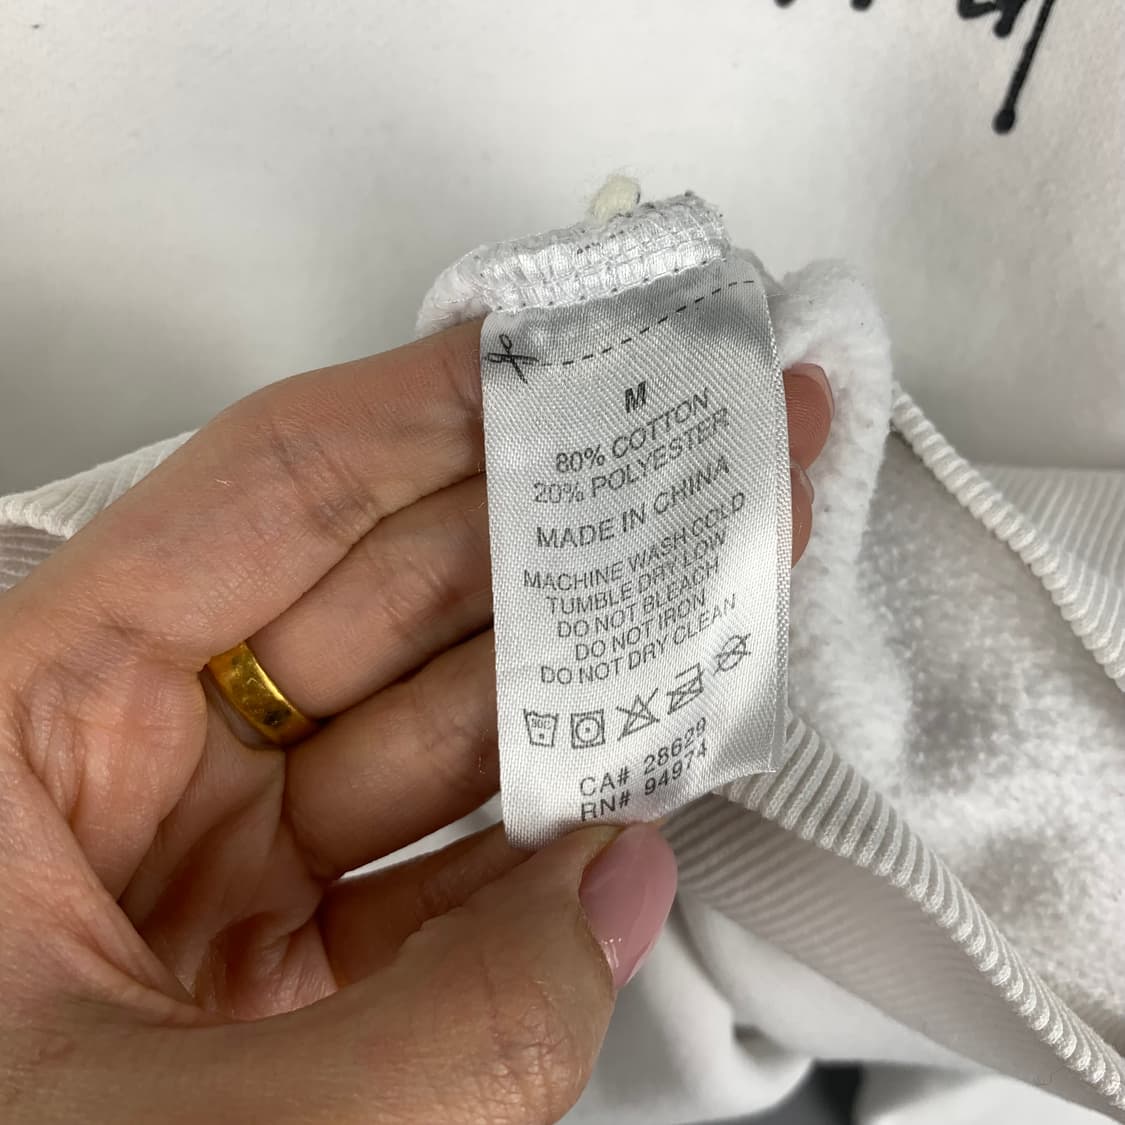 M
80% COTTON
20% POLYESTER
MADE IN CHINA
MACHINE WASH COLD
TUMBLE DRY LOW
DO NOT BLEACH
DO NOT IRON
DO NOT DRY CLEAN
CA# 28629
RN# 94974